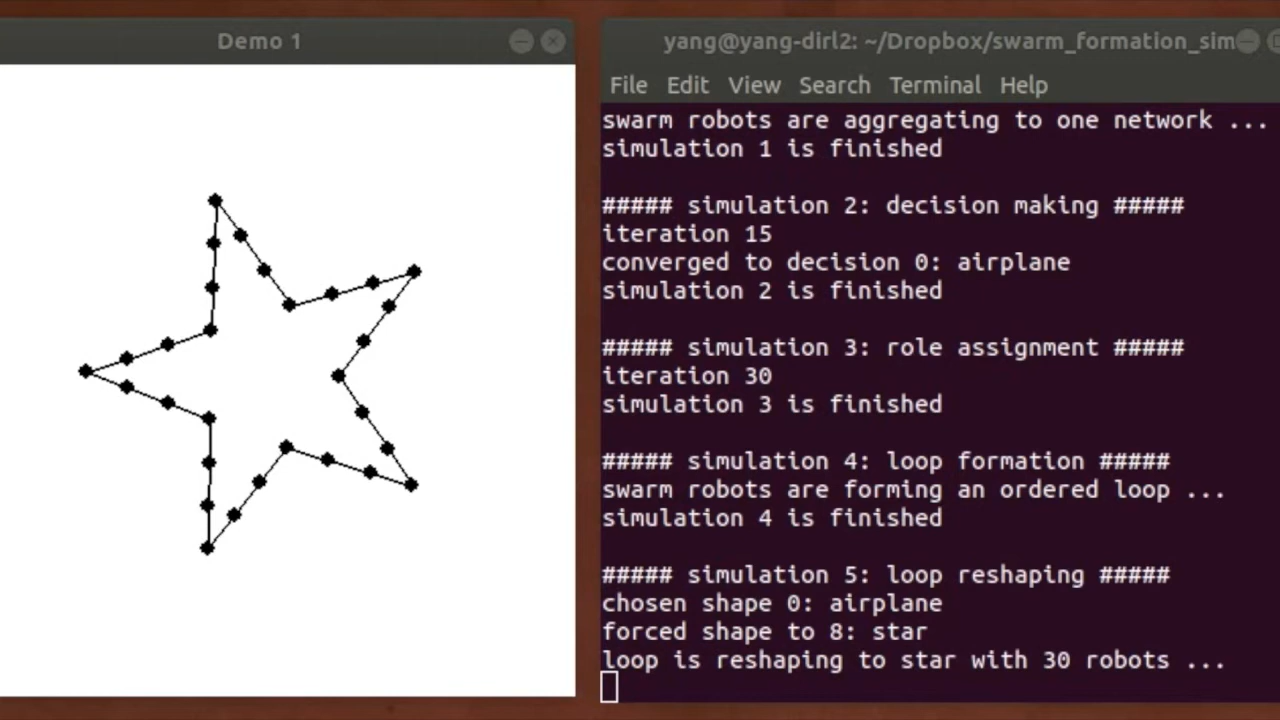 Demo 1
yang@yang-dirl2: ~/Dropbox/swarm_formation_sim
File Edit View Search Terminal Help
swarm robots are aggregating to one network ...
simulation 1 is finished
##### simulation 2: decision making #####
iteration 15
converged to decision 0: airplane
simulation 2 is finished
##### simulation 3: role assignment #####
iteration 30
simulation 3 is finished
##### simulation 4: loop formation #####
swarm robots are forming an ordered loop ...
simulation 4 is finished
##### simulation 5: loop reshaping #####
chosen shape 0: airplane
forced shape to 8: star
loop is reshaping to star with 30 robots ...